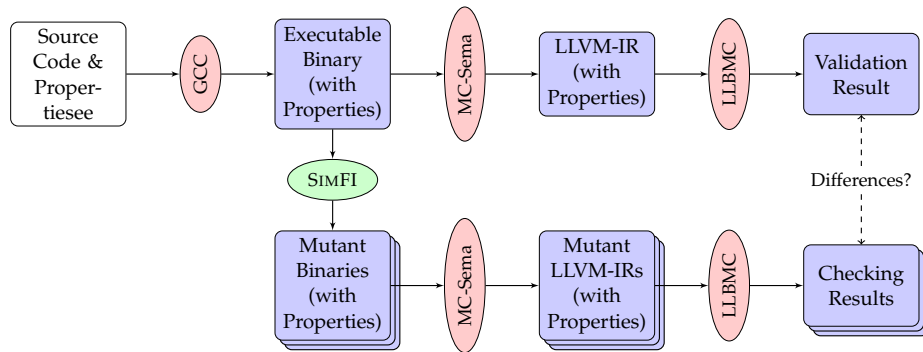 Source
Code &
Proper-
tiesee
GCC
Executable
Binary
(with
Properties)
MC-Sema
LLVM-IR
(with
Properties)
LLBMC
Validation
Result
SIMFI
Differences?
Mutant
Binaries
(with
Properties)
MC-Sema
Mutant
LLVM-IRs
(with
Properties)
LLBMC
Checking
Results